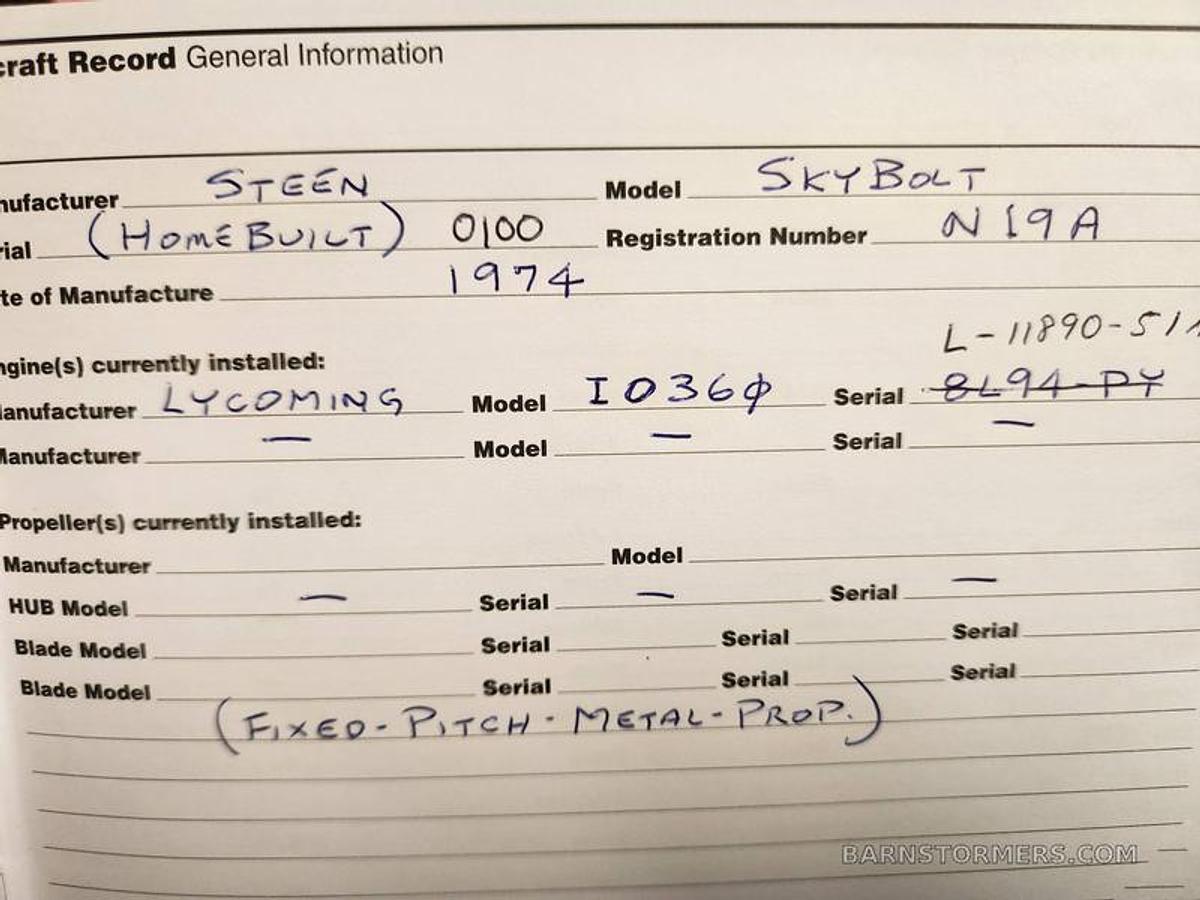 craft Record General Information
nufacturer STEEN Model SKYBOLT
rial (HOMEBUILT) 0100 Registration Number N19A
te of Manufacture 1974
L-11890-51
ngine(s) currently installed:
anufacturer LYCOMING Model IO360 Serial 8L94-PY
Manufacturer — Model — Serial —
Propeller(s) currently installed:
Manufacturer Model
HUB Model — Serial — Serial —
Blade Model Serial Serial Serial
Blade Model Serial Serial Serial
(FIXED-PITCH-METAL-PROP.)
BARNSTORMERS.COM